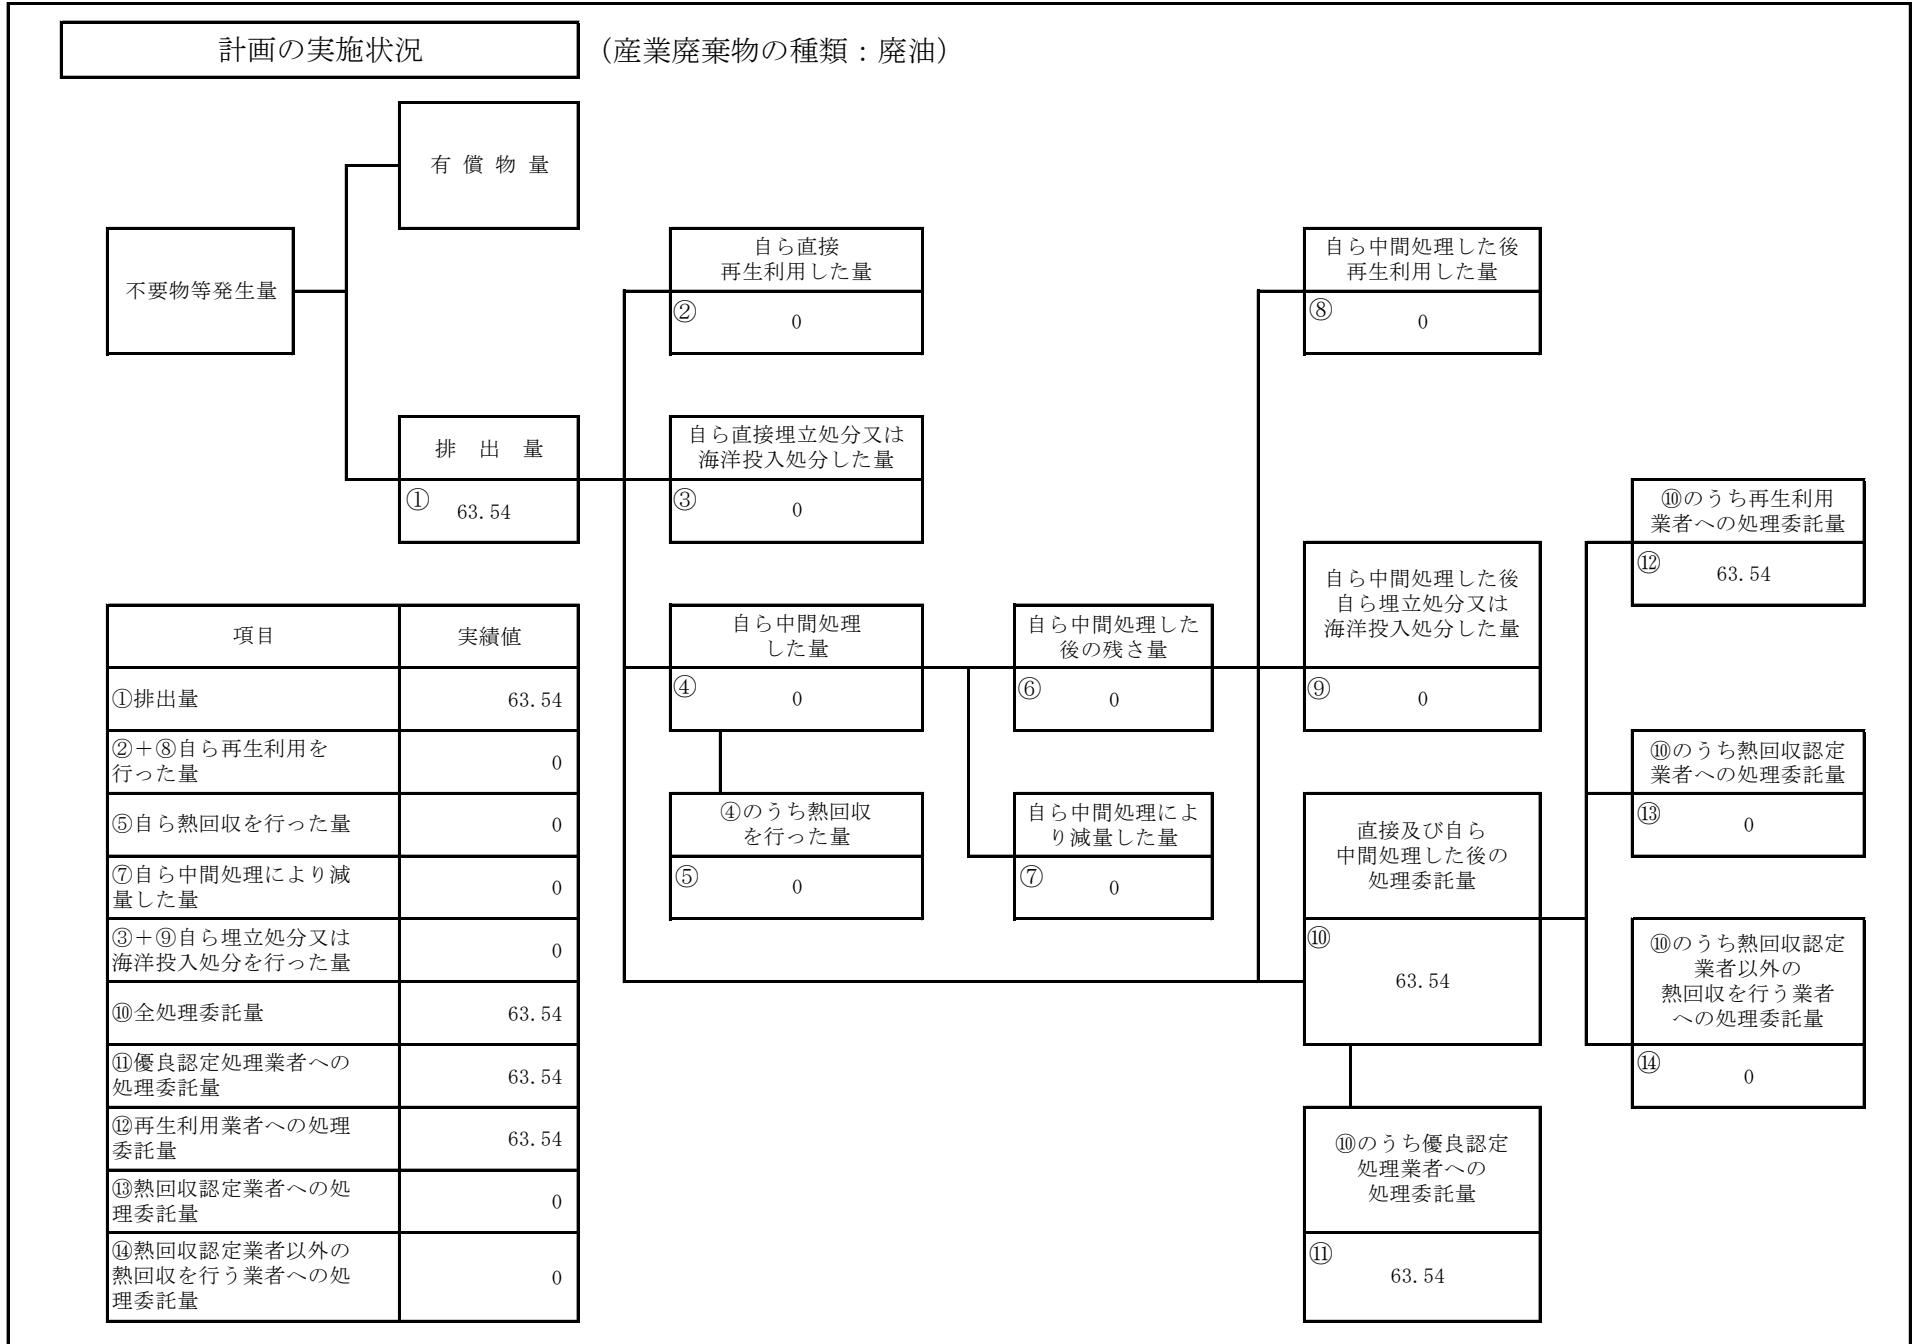 計画の実施状況
（産業廃棄物の種類：廃油）
有 償 物 量
不要物等発生量
自ら直接
再生利用した量
②
0
自ら中間処理した後
再生利用した量
⑧
0
排 出 量
①
63.54
自ら直接埋立処分又は
海洋投入処分した量
③
0
⑩のうち再生利用
業者への処理委託量
⑫
63.54
自ら中間処理した後
自ら埋立処分又は
海洋投入処分した量
⑨
0
自ら中間処理
した量
④
0
自ら中間処理した
後の残さ量
⑥
0
⑩のうち熱回収認定
業者への処理委託量
⑬
0
④のうち熱回収
を行った量
⑤
0
自ら中間処理によ
り減量した量
⑦
0
直接及び自ら
中間処理した後の
処理委託量
⑩
63.54
⑩のうち熱回収認定
業者以外の
熱回収を行う業者
への処理委託量
⑭
0
⑩のうち優良認定
処理業者への
処理委託量
⑪
63.54
項目 実績値
①排出量 63.54
②＋⑧自ら再生利用を
行った量 0
⑤自ら熱回収を行った量 0
⑦自ら中間処理により減
量した量 0
③＋⑨自ら埋立処分又は
海洋投入処分を行った量 0
⑩全処理委託量 63.54
⑪優良認定処理業者への
処理委託量 63.54
⑫再生利用業者への処理
委託量 63.54
⑬熱回収認定業者への処
理委託量 0
⑭熱回収認定業者以外の
熱回収を行う業者への処 0
理委託量